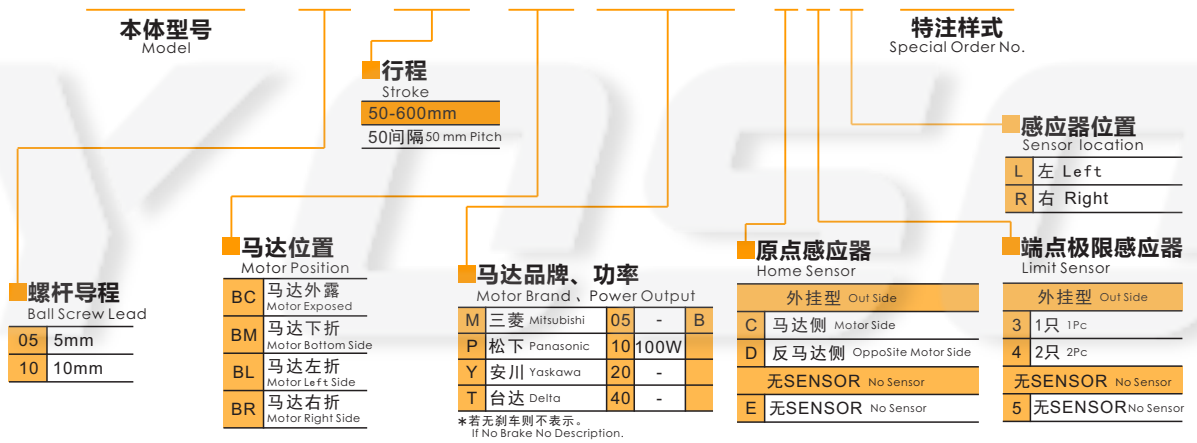 本体型号
Model
特注样式
Special Order No.
行程
Stroke
50-600mm
50间隔 50 mm Pitch
感应器位置
Sensor location
L 左 Left
R 右 Right
螺杆导程
Ball Screw Lead
05 5mm
10 10mm
马达位置
Motor Position
BC 马达外露
Motor Exposed
BM 马达下折
Motor Bottom Side
BL 马达左折
Motor Left Side
BR 马达右折
Motor Right Side
马达品牌、功率
Motor Brand、Power Output
M 三菱 Mitsubishi 05 - B
P 松下 Panasonic 10 100W
Y 安川 Yaskawa 20 -
T 台达 Delta 40 -
*若无刹车则不表示。
If No Brake No Description.
原点感应器
Home Sensor
外挂型 Out Side
C 马达侧 Motor Side
D 反马达侧 OppoSite Motor Side
无SENSOR No Sensor
E 无SENSOR No Sensor
端点极限感应器
Limit Sensor
外挂型 Out Side
3 1只 1Pc
4 2只 2Pc
无SENSOR No Sensor
5 无SENSOR No Sensor